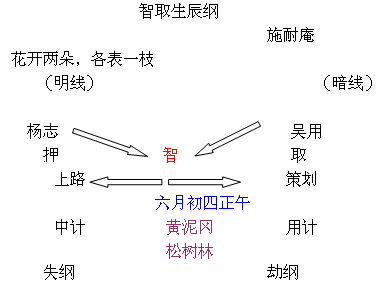 智取生辰纲
施耐庵
花开两朵，各表一枝
（明线） （暗线）
杨志 吴用
押 智 取
上路 策划
六月初四正午
中计 黄泥冈 用计
松树林
失纲 劫纲